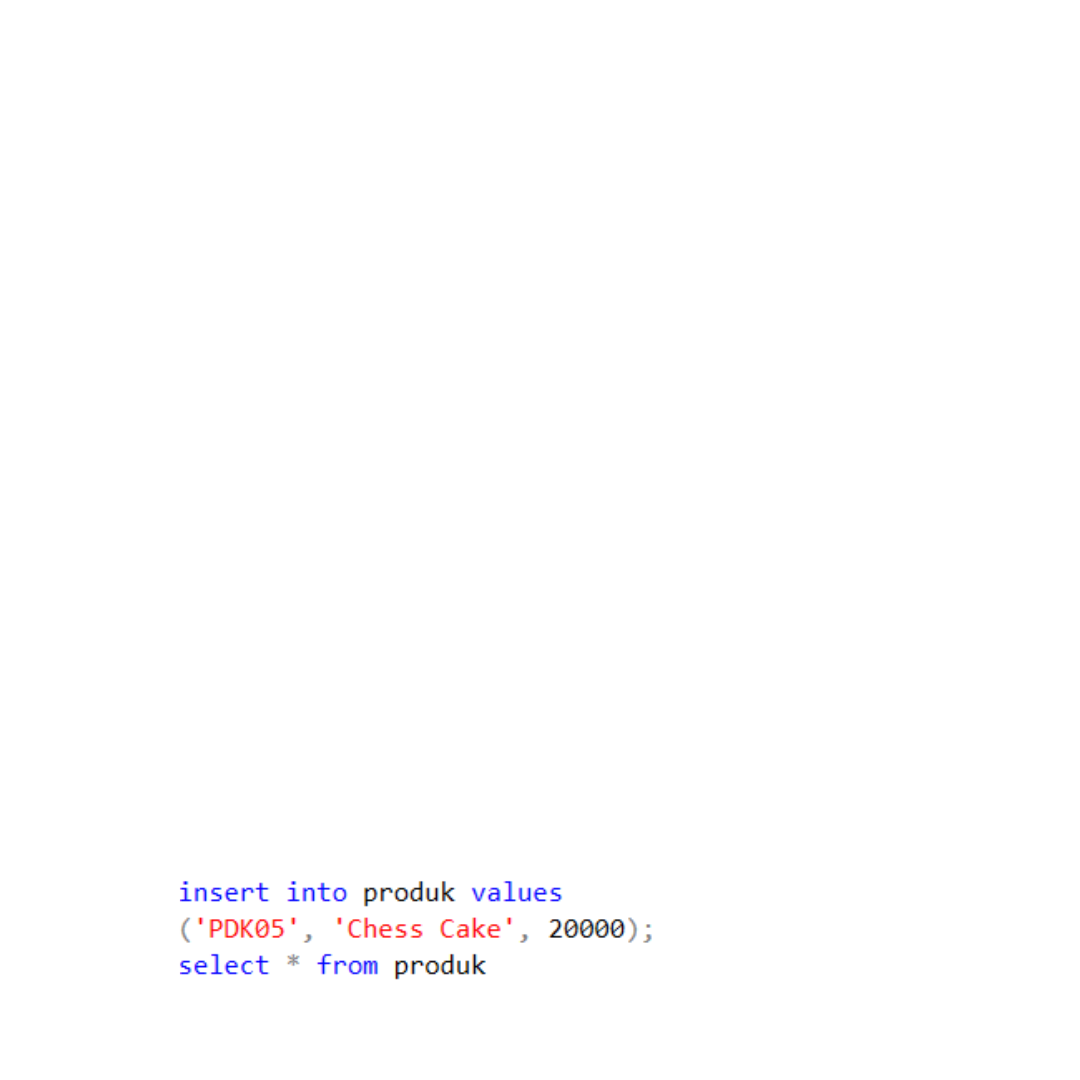 insert into produk values
('PDK05', 'Chess Cake', 20000);
select * from produk